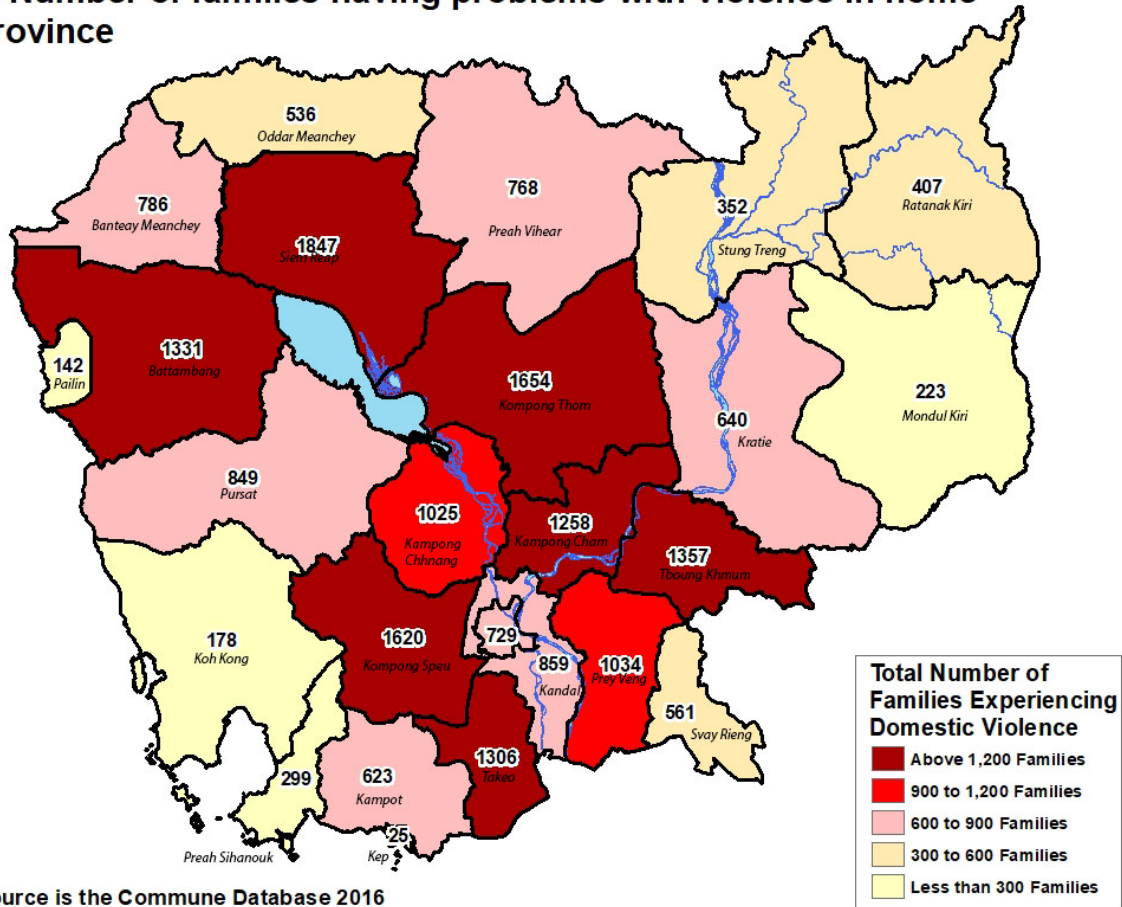 Number of families having problems with violence in home
rovince
536
Oddar Meanchey
786
Banteay Meanchey
768
Preah Vihear
352
Stung Treng
407
Ratanak Kiri
1847
Siem Reap
142
Pailin
1331
Battambang
1654
Kompong Thom
640
Kratie
223
Mondul Kiri
849
Pursat
1025
Kampong
Chhnang
1258
Kampong Cham
1357
Tboung Khmum
178
Koh Kong
1620
Kompong Speu
729
859
Kandal
1034
Prey Veng
561
Svay Rieng
299
Preah Sihanouk
623
Kampot
25
Kep
1306
Takeo
Total Number of
Families Experiencing
Domestic Violence
Above 1,200 Families
900 to 1,200 Families
600 to 900 Families
300 to 600 Families
Less than 300 Families
urce is the Commune Database 2016